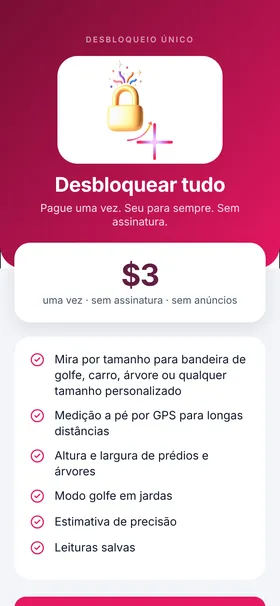 DESBLOQUEIO ÚNICO
Desbloquear tudo
Pague uma vez. Seu para sempre. Sem
assinatura.
$3
uma vez · sem assinatura · sem anúncios
Mira por tamanho para bandeira de
golfe, carro, árvore ou qualquer
tamanho personalizado
Medição a pé por GPS para longas
distâncias
Altura e largura de prédios e
árvores
Modo golfe em jardas
Estimativa de precisão
Leituras salvas